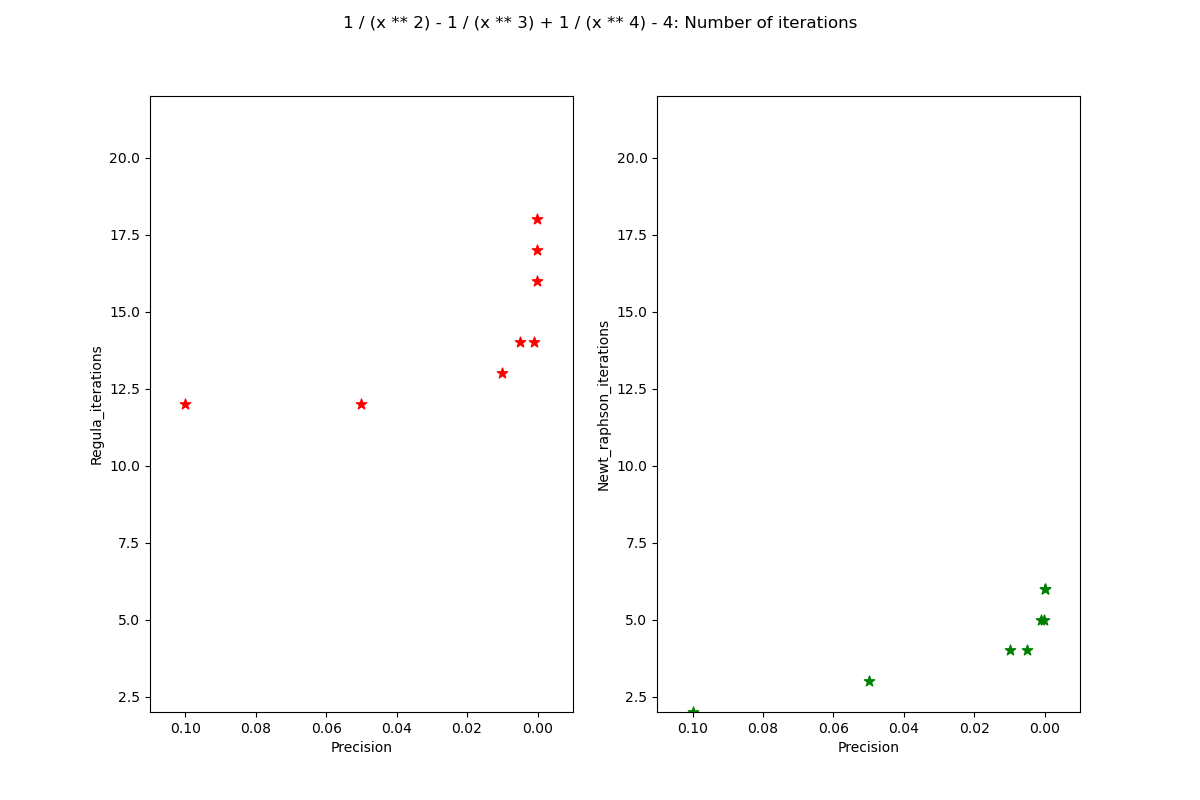 1 / (x ** 2) - 1 / (x ** 3) + 1 / (x ** 4) - 4: Number of iterations
Regula_iterations
20.0
17.5
15.0
12.5
10.0
7.5
5.0
2.5
0.10 0.08 0.06 0.04 0.02 0.00
Precision
Newt_raphson_iterations
20.0
17.5
15.0
12.5
10.0
7.5
5.0
2.5
0.10 0.08 0.06 0.04 0.02 0.00
Precision